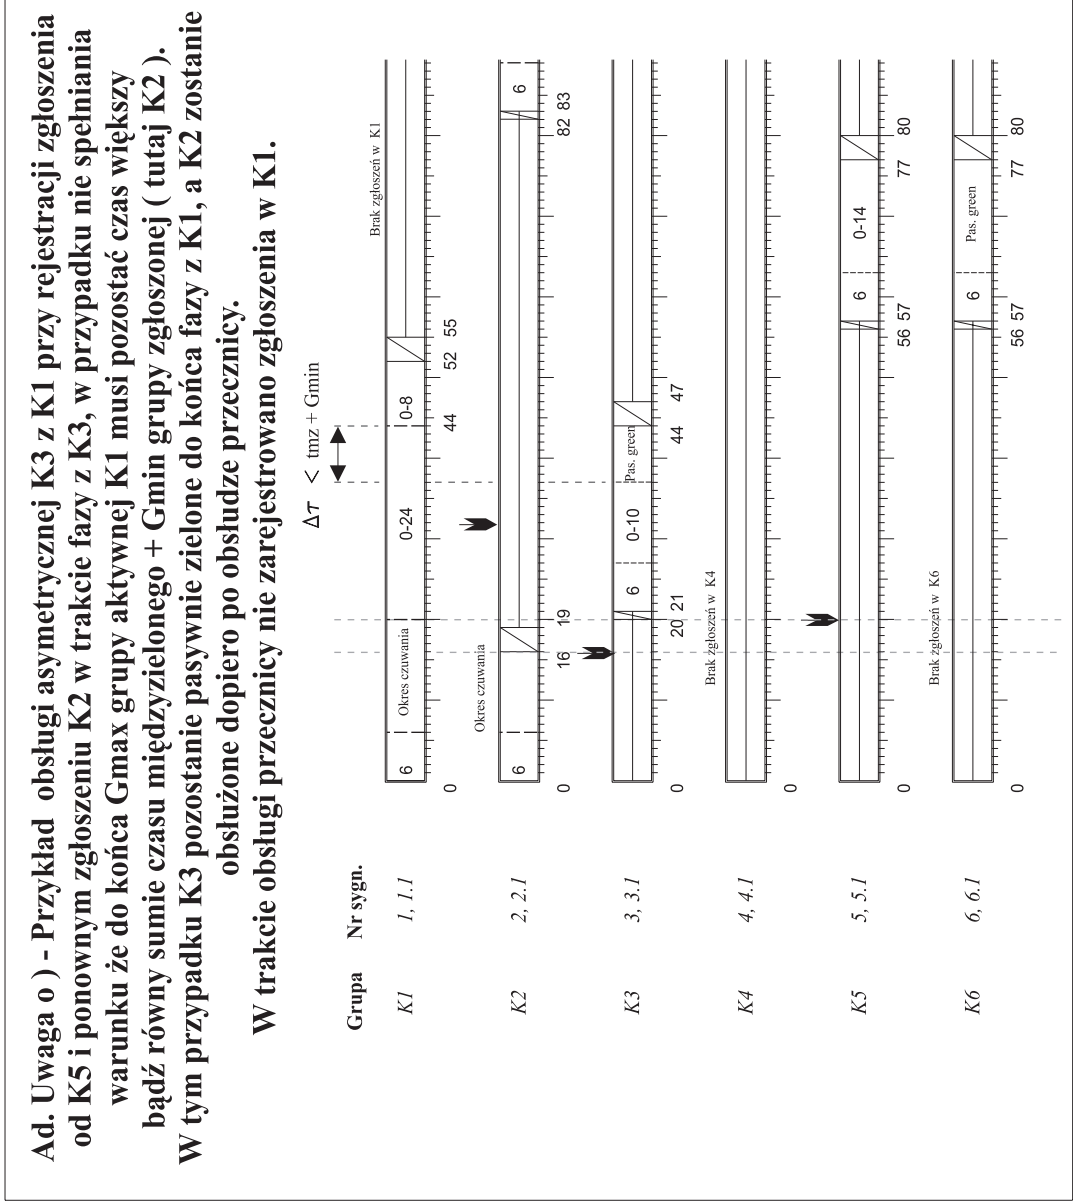 Ad. Uwaga o ) - Przykład obsługi asymetrycznej K3 z K1 przy rejestracji zgłoszenia
od K5 i ponownym zgłoszeniu K2 w trakcie fazy z K3, w przypadku nie spełniania
warunku że do końca Gmax grupy aktywnej K1 musi pozostać czas większy
bądź równy sumie czasu międzyzielonego + Gmin grupy zgłoszonej ( tutaj K2 ).
W tym przypadku K3 pozostanie pasywnie zielone do końca fazy z K1, a K2 zostanie
obsłużone dopiero po obsłudze przecznicy.
W trakcie obsługi przecznicy nie zarejestrowano zgłoszenia w K1.
Δτ < tmz + Gmin
Grupa Nr sygn.
Brak zgłoszeń w K1
K1 1, 1.1 6 Okres czuwania 0-24 0-8
0 44 52 55
Okres czuwania
K2 2, 2.1 6 6
0 16 19 82 83
K3 3, 3.1 6 0-10 Pas. green
0 20 21 44 47
Brak zgłoszeń w K4
K4 4, 4.1
0
K5 5, 5.1 6 0-14
0 56 57 77 80
Brak zgłoszeń w K6
K6 6, 6.1 6 Pas. green
0 56 57 77 80